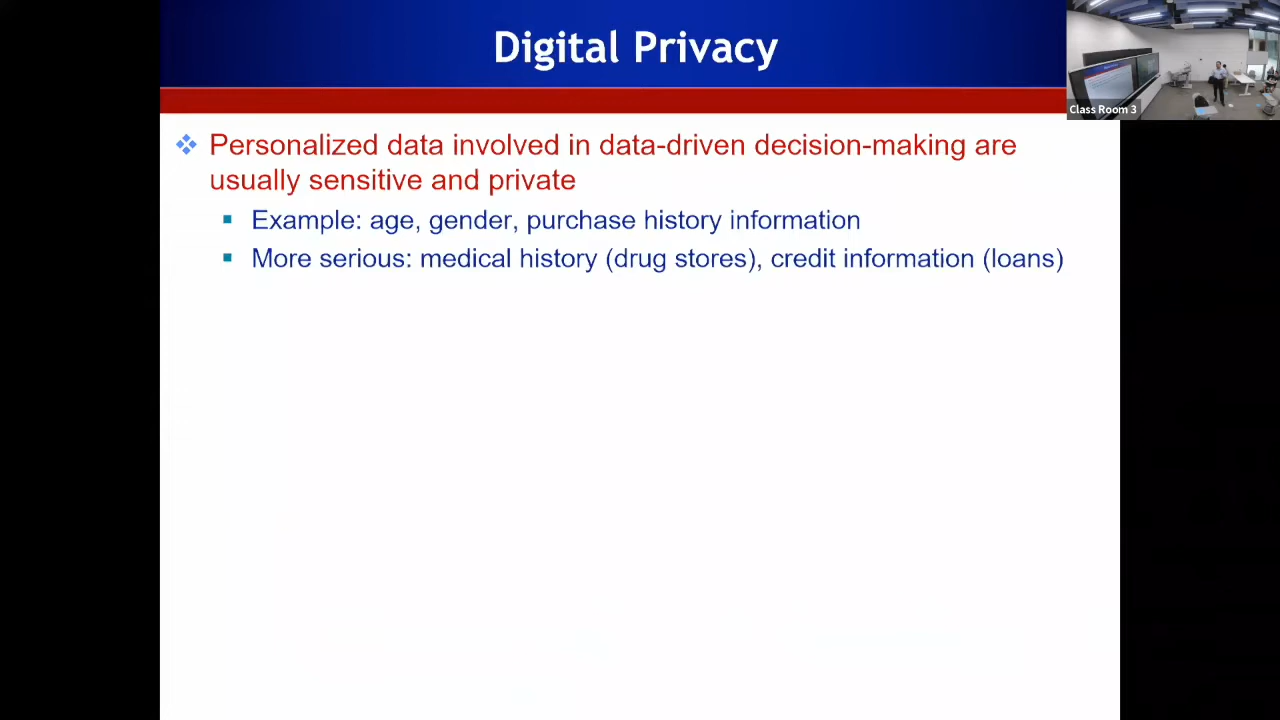 Digital Privacy
Class Room 3
Personalized data involved in data-driven decision-making are
usually sensitive and private
Example: age, gender, purchase history information
More serious: medical history (drug stores), credit information (loans)